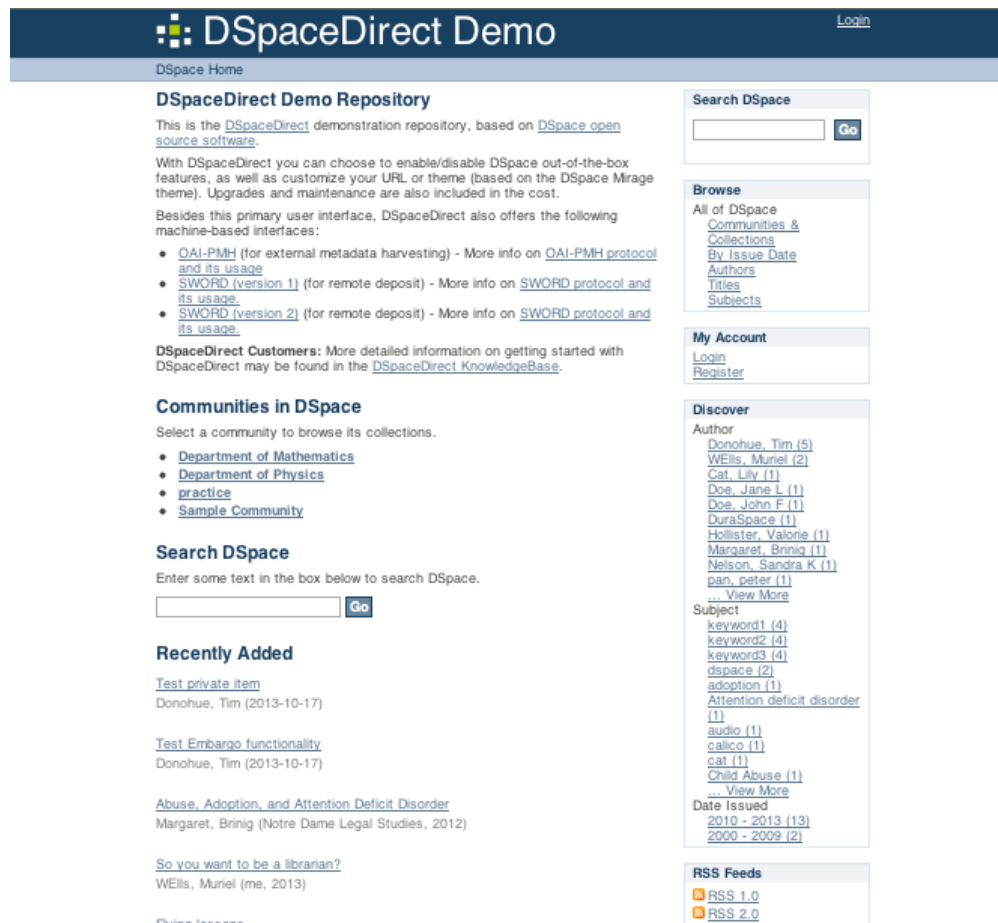 DSpaceDirect Demo
Login
DSpace Home
DSpaceDirect Demo Repository
This is the DSpaceDirect demonstration repository, based on DSpace open
source software.
With DSpaceDirect you can choose to enable/disable DSpace out-of-the-box
features, as well as customize your URL or theme (based on the DSpace Mirage
theme). Upgrades and maintenance are also included in the cost.
Besides this primary user interface, DSpaceDirect also offers the following
machine-based interfaces:
OAI-PMH (for external metadata harvesting) - More info on OAI-PMH protocol
and its usage
SWORD (version 1) (for remote deposit) - More info on SWORD protocol and
its usage.
SWORD (version 2) (for remote deposit) - More info on SWORD protocol and
its usage.
DSpaceDirect Customers: More detailed information on getting started with
DSpaceDirect may be found in the DSpaceDirect KnowledgeBase.
Communities in DSpace
Select a community to browse its collections.
Department of Mathematics
Department of Physics
practice
Sample Community
Search DSpace
Enter some text in the box below to search DSpace.
Go
Recently Added
Test private item
Donohue, Tim (2013-10-17)
Test Embargo functionality
Donohue, Tim (2013-10-17)
Abuse, Adoption, and Attention Deficit Disorder
Margaret, Brinig (Notre Dame Legal Studies, 2012)
So you want to be a librarian?
WElls, Muriel (me, 2013)
Search DSpace
Go
Browse
All of DSpace
Communities &
Collections
By Issue Date
Authors
Titles
Subjects
My Account
Login
Register
Discover
Author
Donohue, Tim (5)
WElls, Muriel (2)
Cat, Lily (1)
Doe, Jane L (1)
Doe, John F (1)
DuraSpace (1)
Hollister, Valorie (1)
Margaret, Brinig (1)
Nelson, Sandra K (1)
pan, peter (1)
... View More
Subject
keyword1 (4)
keyword2 (4)
keyword3 (4)
dspace (2)
adoption (1)
Attention deficit disorder
(1)
audio (1)
calico (1)
cat (1)
Child Abuse (1)
... View More
Date Issued
2010 - 2013 (13)
2000 - 2009 (2)
RSS Feeds
RSS 1.0
RSS 2.0